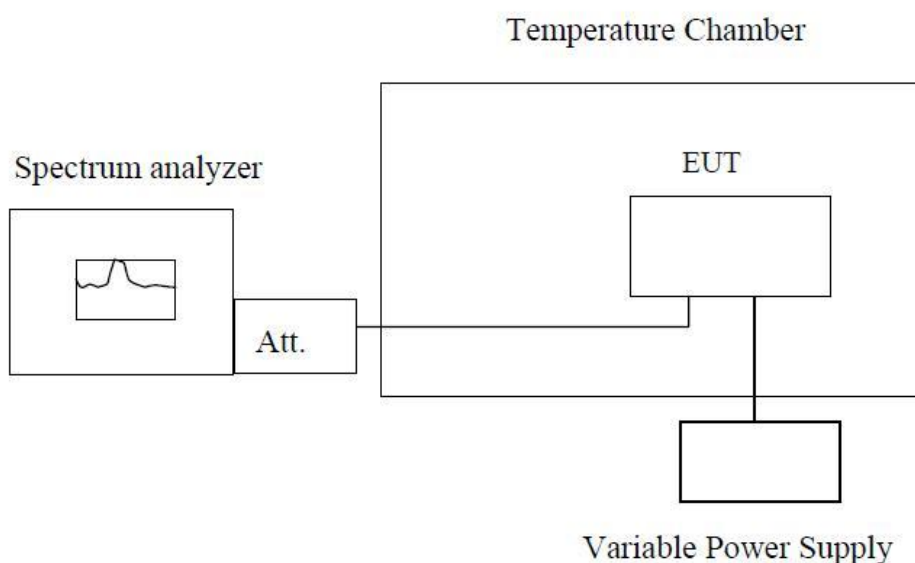 Temperature Chamber
Spectrum analyzer
EUT
Att.
Variable Power Supply